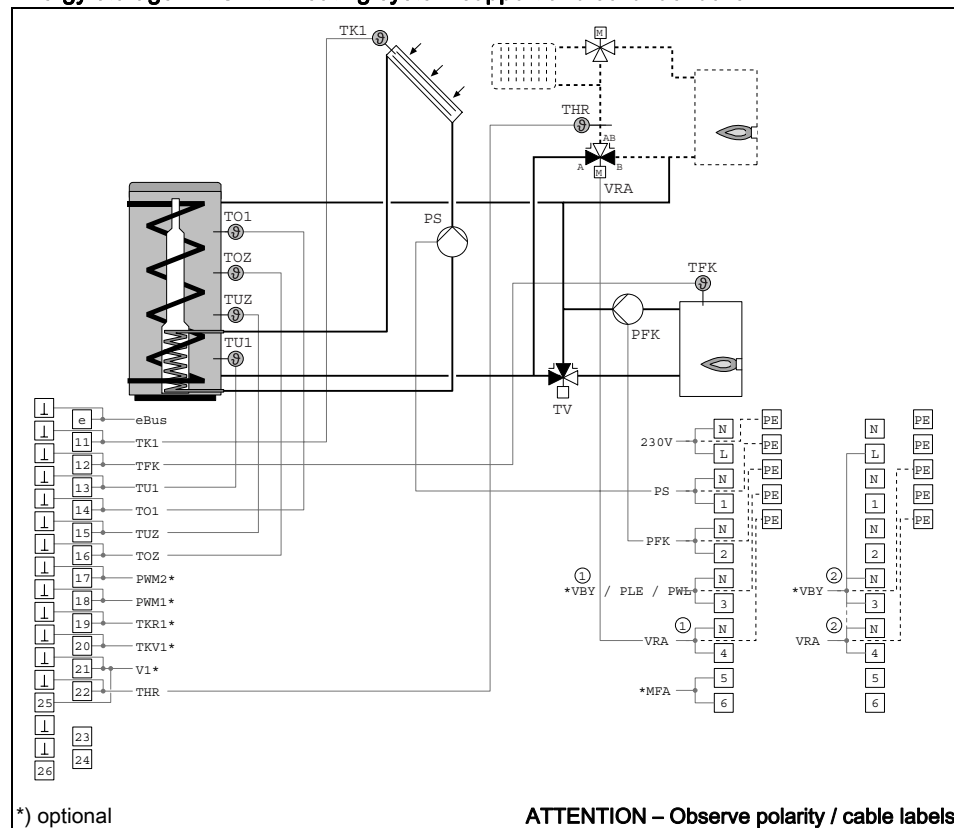 TK1
M
THR
AB
A
B
M
VRA
TO1
PS
TOZ
TFK
TUZ
PFK
TU1
TV
⊥ e eBus
⊥ 11 TK1
⊥ 12 TFK
⊥ 13 TU1
⊥ 14 TO1
⊥ 15 TUZ
⊥ 16 TOZ
⊥ 17 PWM2*
⊥ 18 PWM1*
⊥ 19 TKR1*
⊥ 20 TKV1*
⊥ 21 V1*
⊥ 22 THR
25
⊥ 23
⊥ 24
26
230V N PE
L PE
PS N PE
1 PE
PFK N PE
2
① *VBY / PLE / PWL N
3
VRA ① N
4
*MFA 5
6
N PE
L PE
N PE
1 PE
N PE
2
*VBY ② N
3
VRA ② N
4
5
6
*) optional
ATTENTION – Observe polarity / cable labels